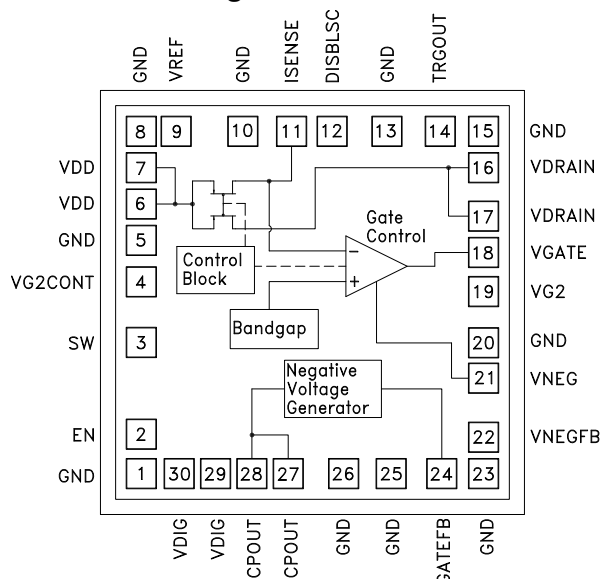 GND
VREF
GND
ISENSE
DISBLSC
GND
TRGOUT
8
9
10
11
12
13
14
15
GND
VDD
7
16
VDRAIN
VDD
6
17
VDRAIN
GND
5
Gate
Control
18
VGATE
Control
Block
−
+
VG2CONT
4
19
VG2
Bandgap
SW
3
20
GND
Negative
Voltage
Generator
21
VNEG
EN
2
22
VNEGFB
GND
1
30
29
28
27
26
25
24
23
VDIG
VDIG
CPOUT
CPOUT
GND
GND
GATEFB
GND